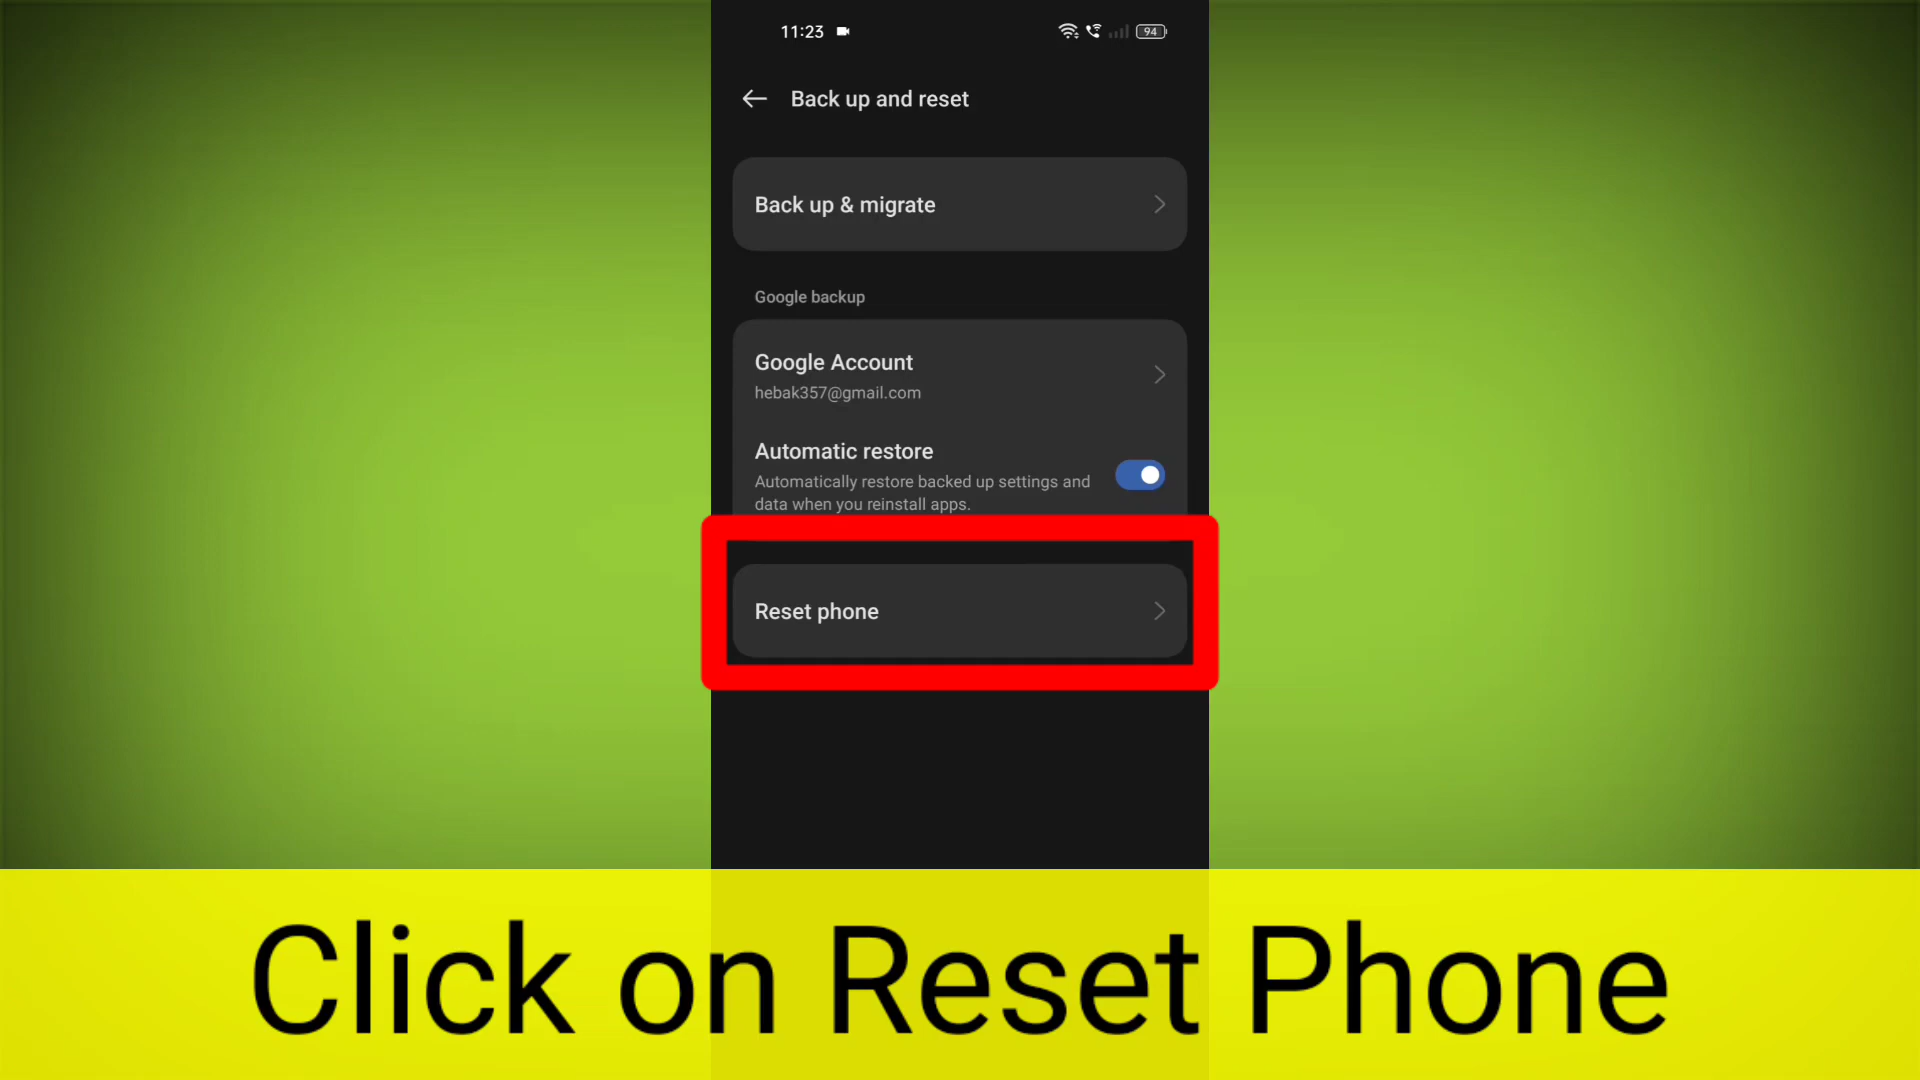 11:23
94
Back up and reset
Back up & migrate
Google backup
Google Account
hebak357@gmail.com
Automatic restore
Automatically restore backed up settings and
data when you reinstall apps.
Reset phone
Click on Reset Phone